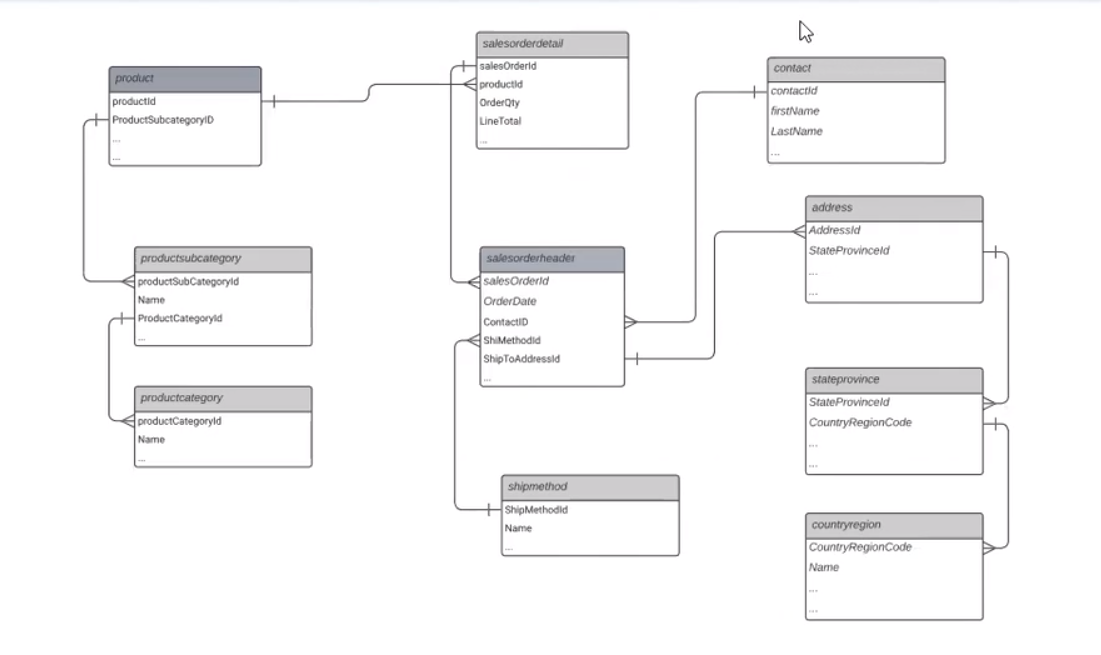 product
productId
ProductSubcategoryID
...
...
salesorderdetail
salesOrderId
productId
OrderQty
LineTotal
...
contact
contactId
firstName
LastName
...
address
AddressId
StateProvinceId
...
...
productsubcategory
productSubCategoryId
Name
ProductCategoryId
...
salesorderheader
salesOrderId
OrderDate
ContactID
ShiMethodId
ShipToAddressId
...
productcategory
productCategoryId
Name
...
stateprovince
StateProvinceId
CountryRegionCode
...
...
shipmethod
ShipMethodId
Name
...
countryregion
CountryRegionCode
Name
...
...